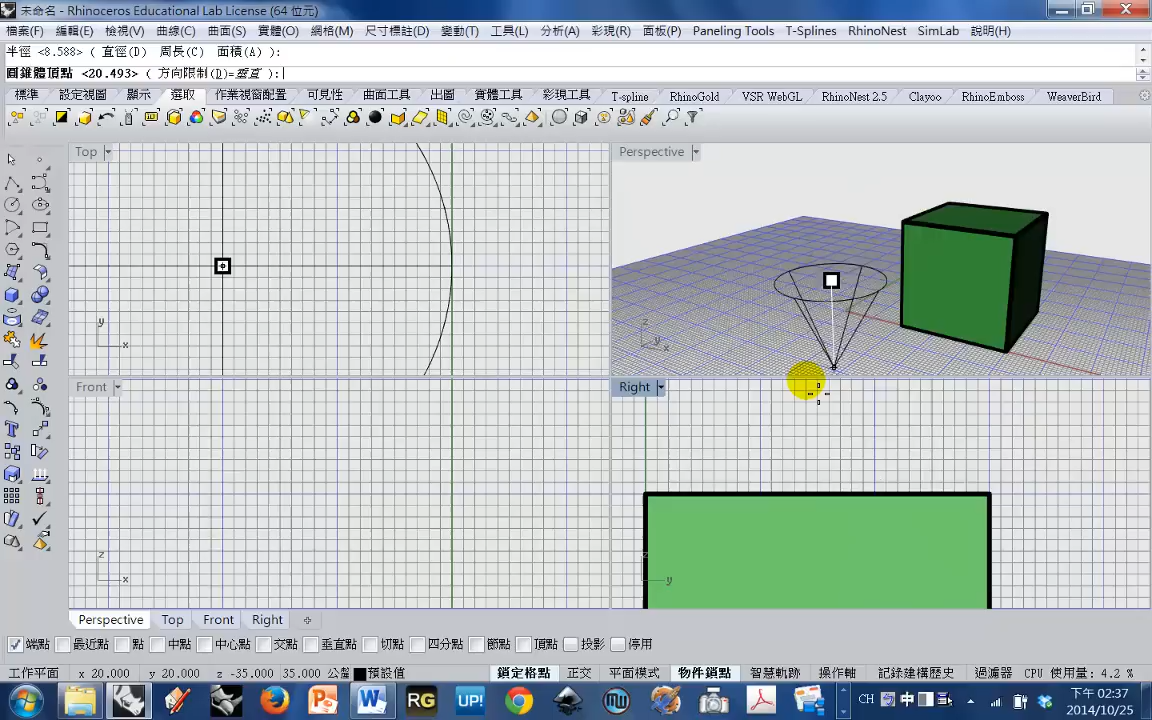 未命名 - Rhinoceros Educational Lab License (64 位元)
檔案(F) 編輯(E) 檢視(V) 曲線(C) 曲面(S) 實體(O) 網格(M) 尺寸標註(D) 變動(T) 工具(L) 分析(A) 彩現(R) 面板(P) Paneling Tools T-Splines RhinoNest SimLab 說明(H)
半徑 <8.588> ( 直徑(D) 周長(C) 面積(A) ):
圓錐體頂點 <20.493> ( 方向限制(D)=垂直 ):
標準 設定視圖 顯示 選取 作業視窗配置 可見性 曲面工具 出圖 實體工具 彩現工具 T-spline RhinoGold VSR WebGL RhinoNest 2.5 Clayoo RhinoEmboss WeaverBird
Top
Perspective
y
x
z
y
x
Front
Right
z
x
z
y
Perspective Top Front Right
端點 最近點 點 中點 中心點 交點 垂直點 切點 四分點 節點 頂點 投影 停用
工作平面 x 20.000 y 20.000 z -35.000 35.000 公釐 預設值 鎖定格點 正交 平面模式 物件鎖點 智慧軌跡 操作軸 記錄建構歷史 過濾器 CPU 使用量: 4.2 %
RG UP! CH 中
下午 02:37
2014/10/25